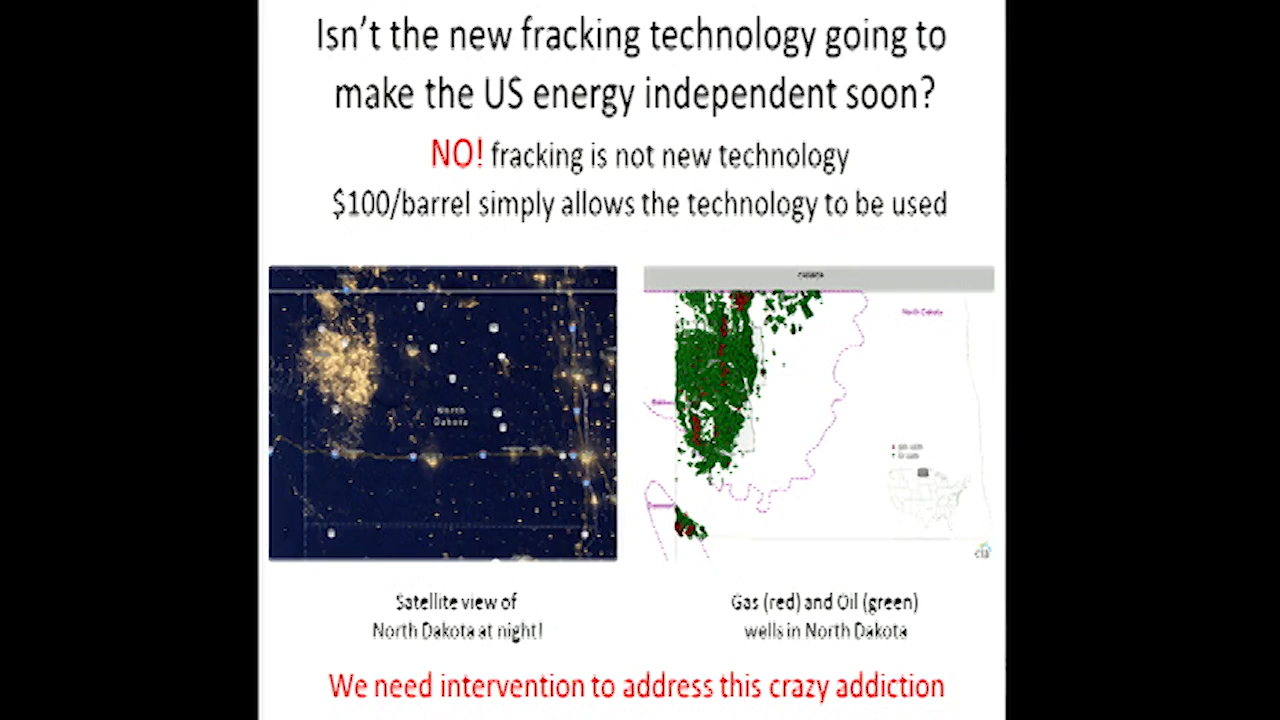 Isn't the new fracking technology going to
make the US energy independent soon?
NO! fracking is not new technology
$100/barrel simply allows the technology to be used
North
Dakota
CANADA
North Dakota
Satellite view of
North Dakota at night!
Gas (red) and Oil (green)
wells in North Dakota
We need intervention to address this crazy addiction